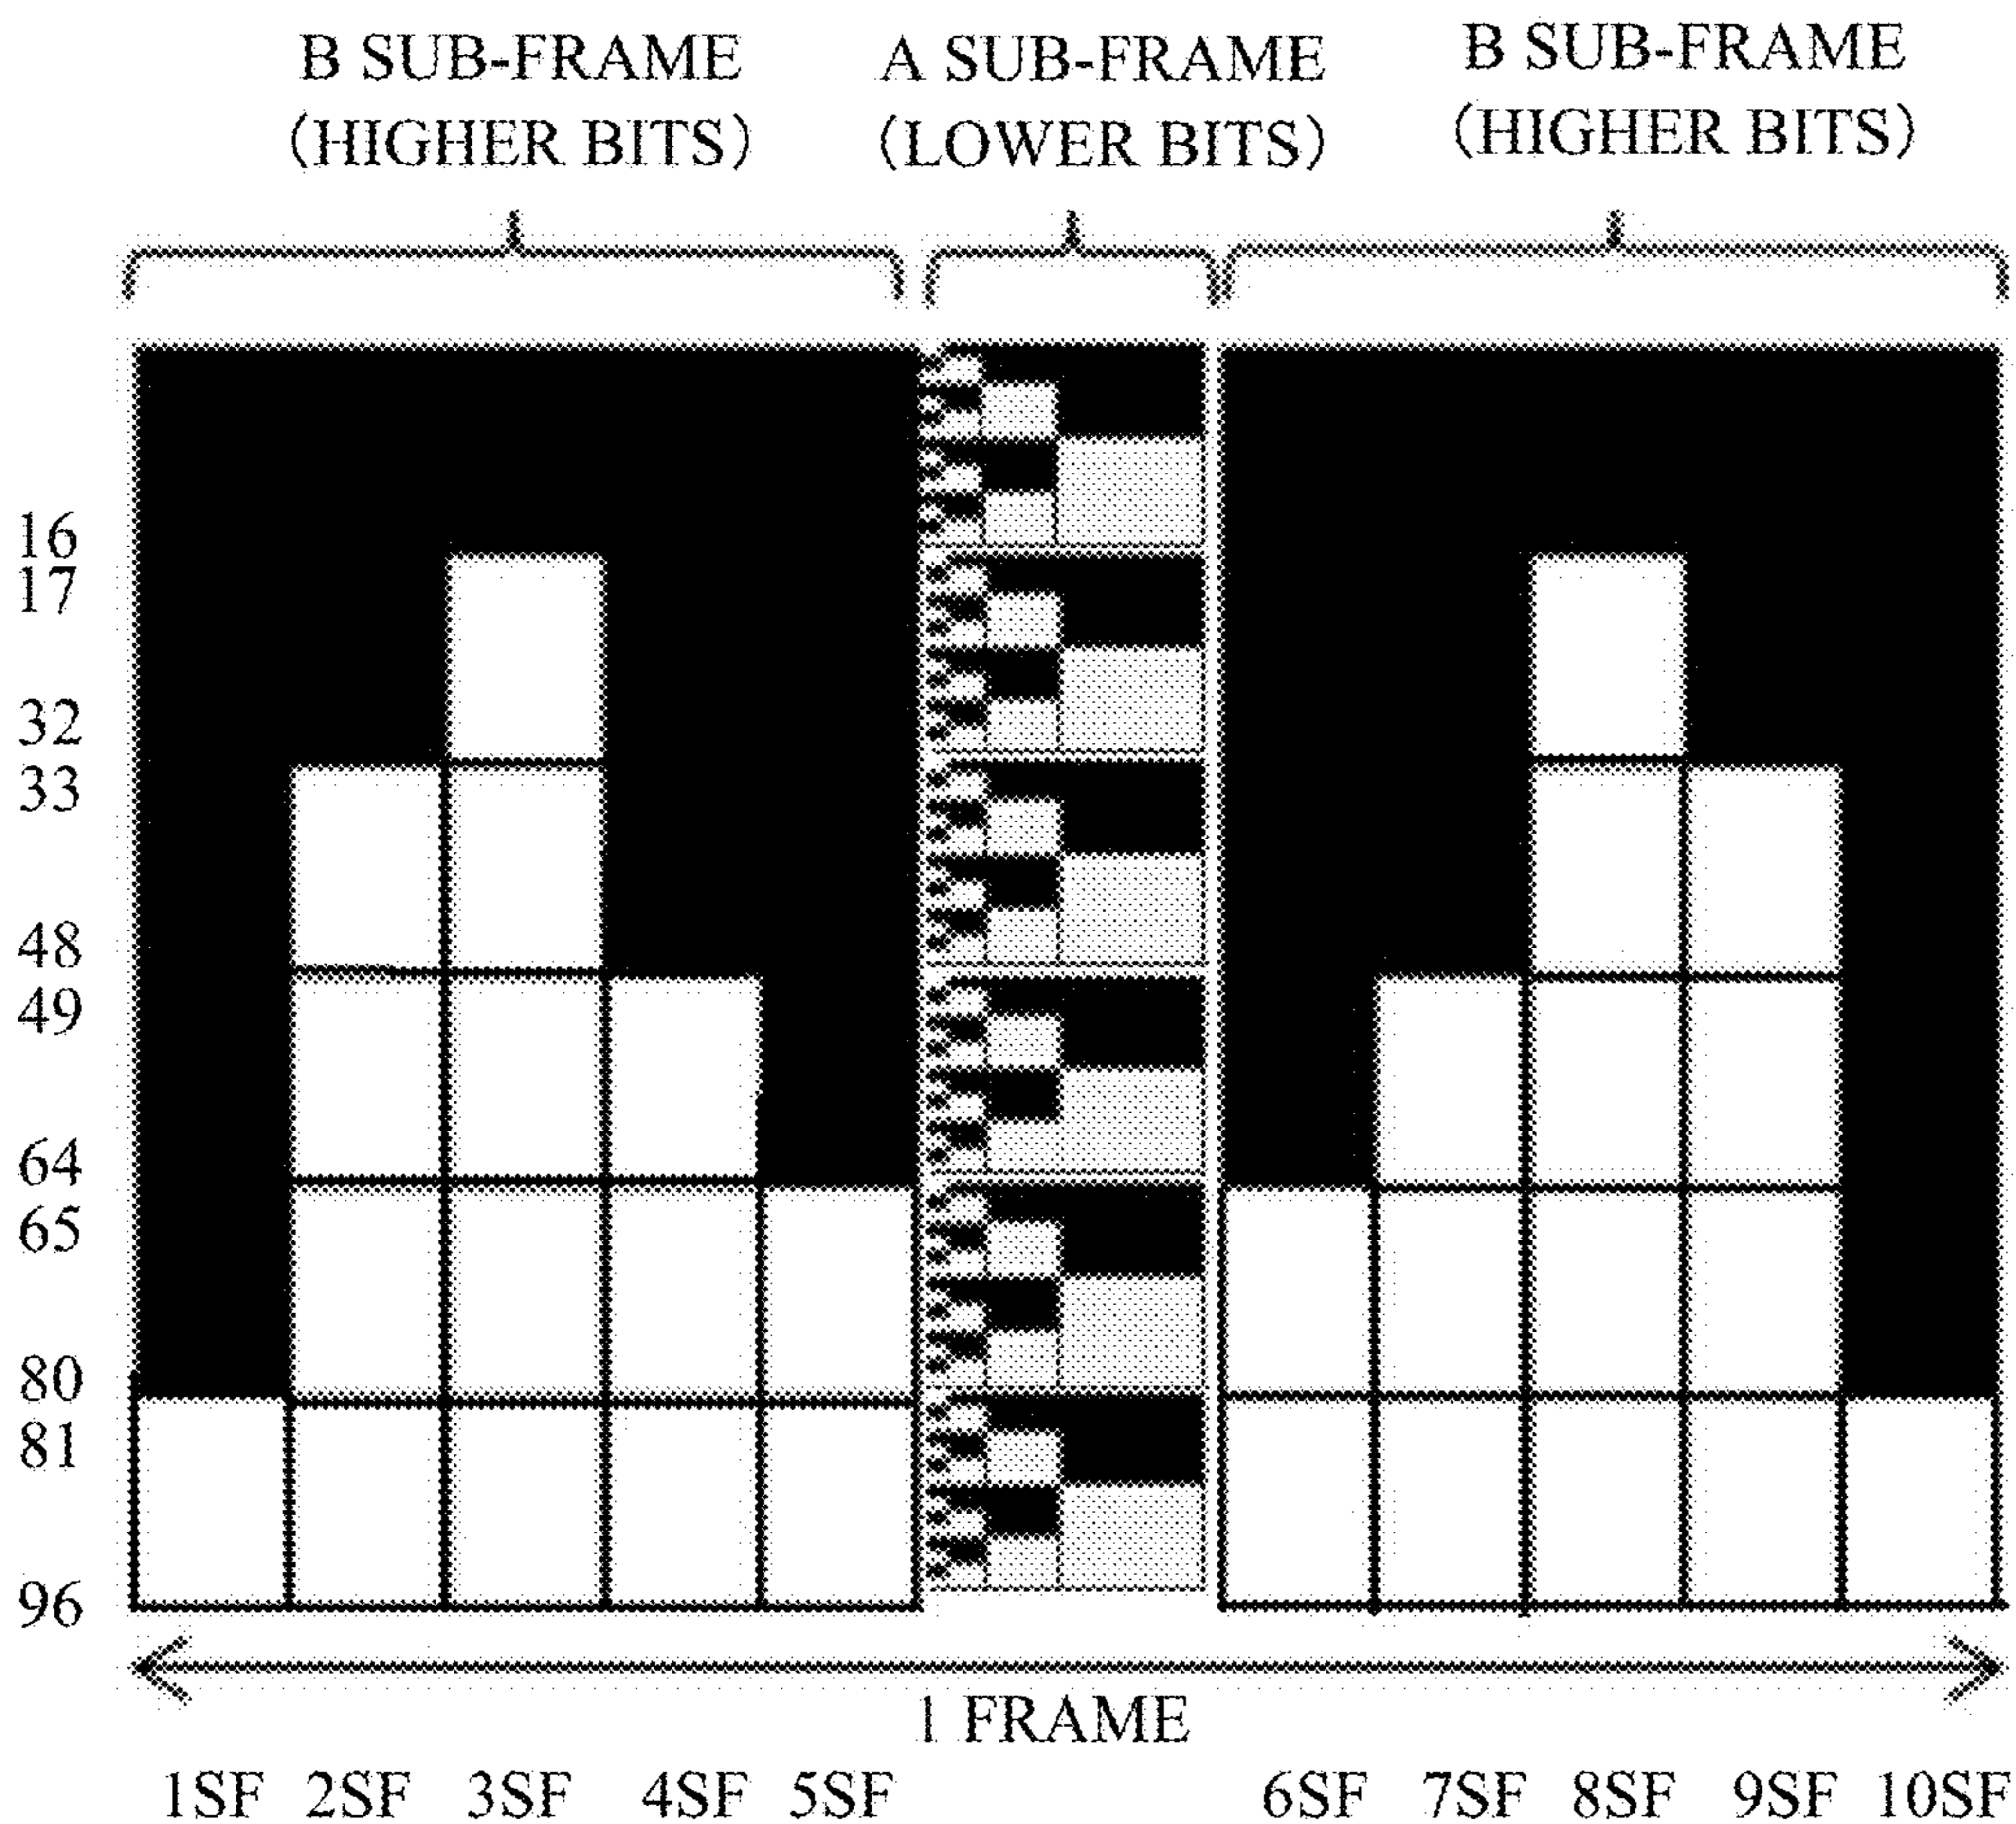 B SUB-FRAME
(HIGHER BITS)
A SUB-FRAME
(LOWER BITS)
B SUB-FRAME
(HIGHER BITS)
16
17
32
33
48
49
64
65
80
81
96
1 FRAME
1SF 2SF 3SF 4SF 5SF 6SF 7SF 8SF 9SF 10SF